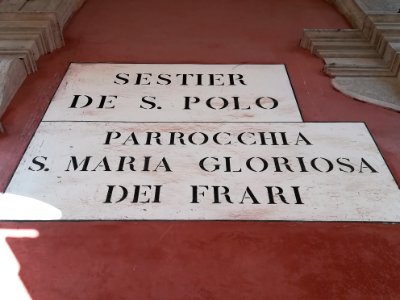 SESTIER
DE S. POLO
PARROCCHIA
S. MARIA GLORIOSA
DEI FRARI